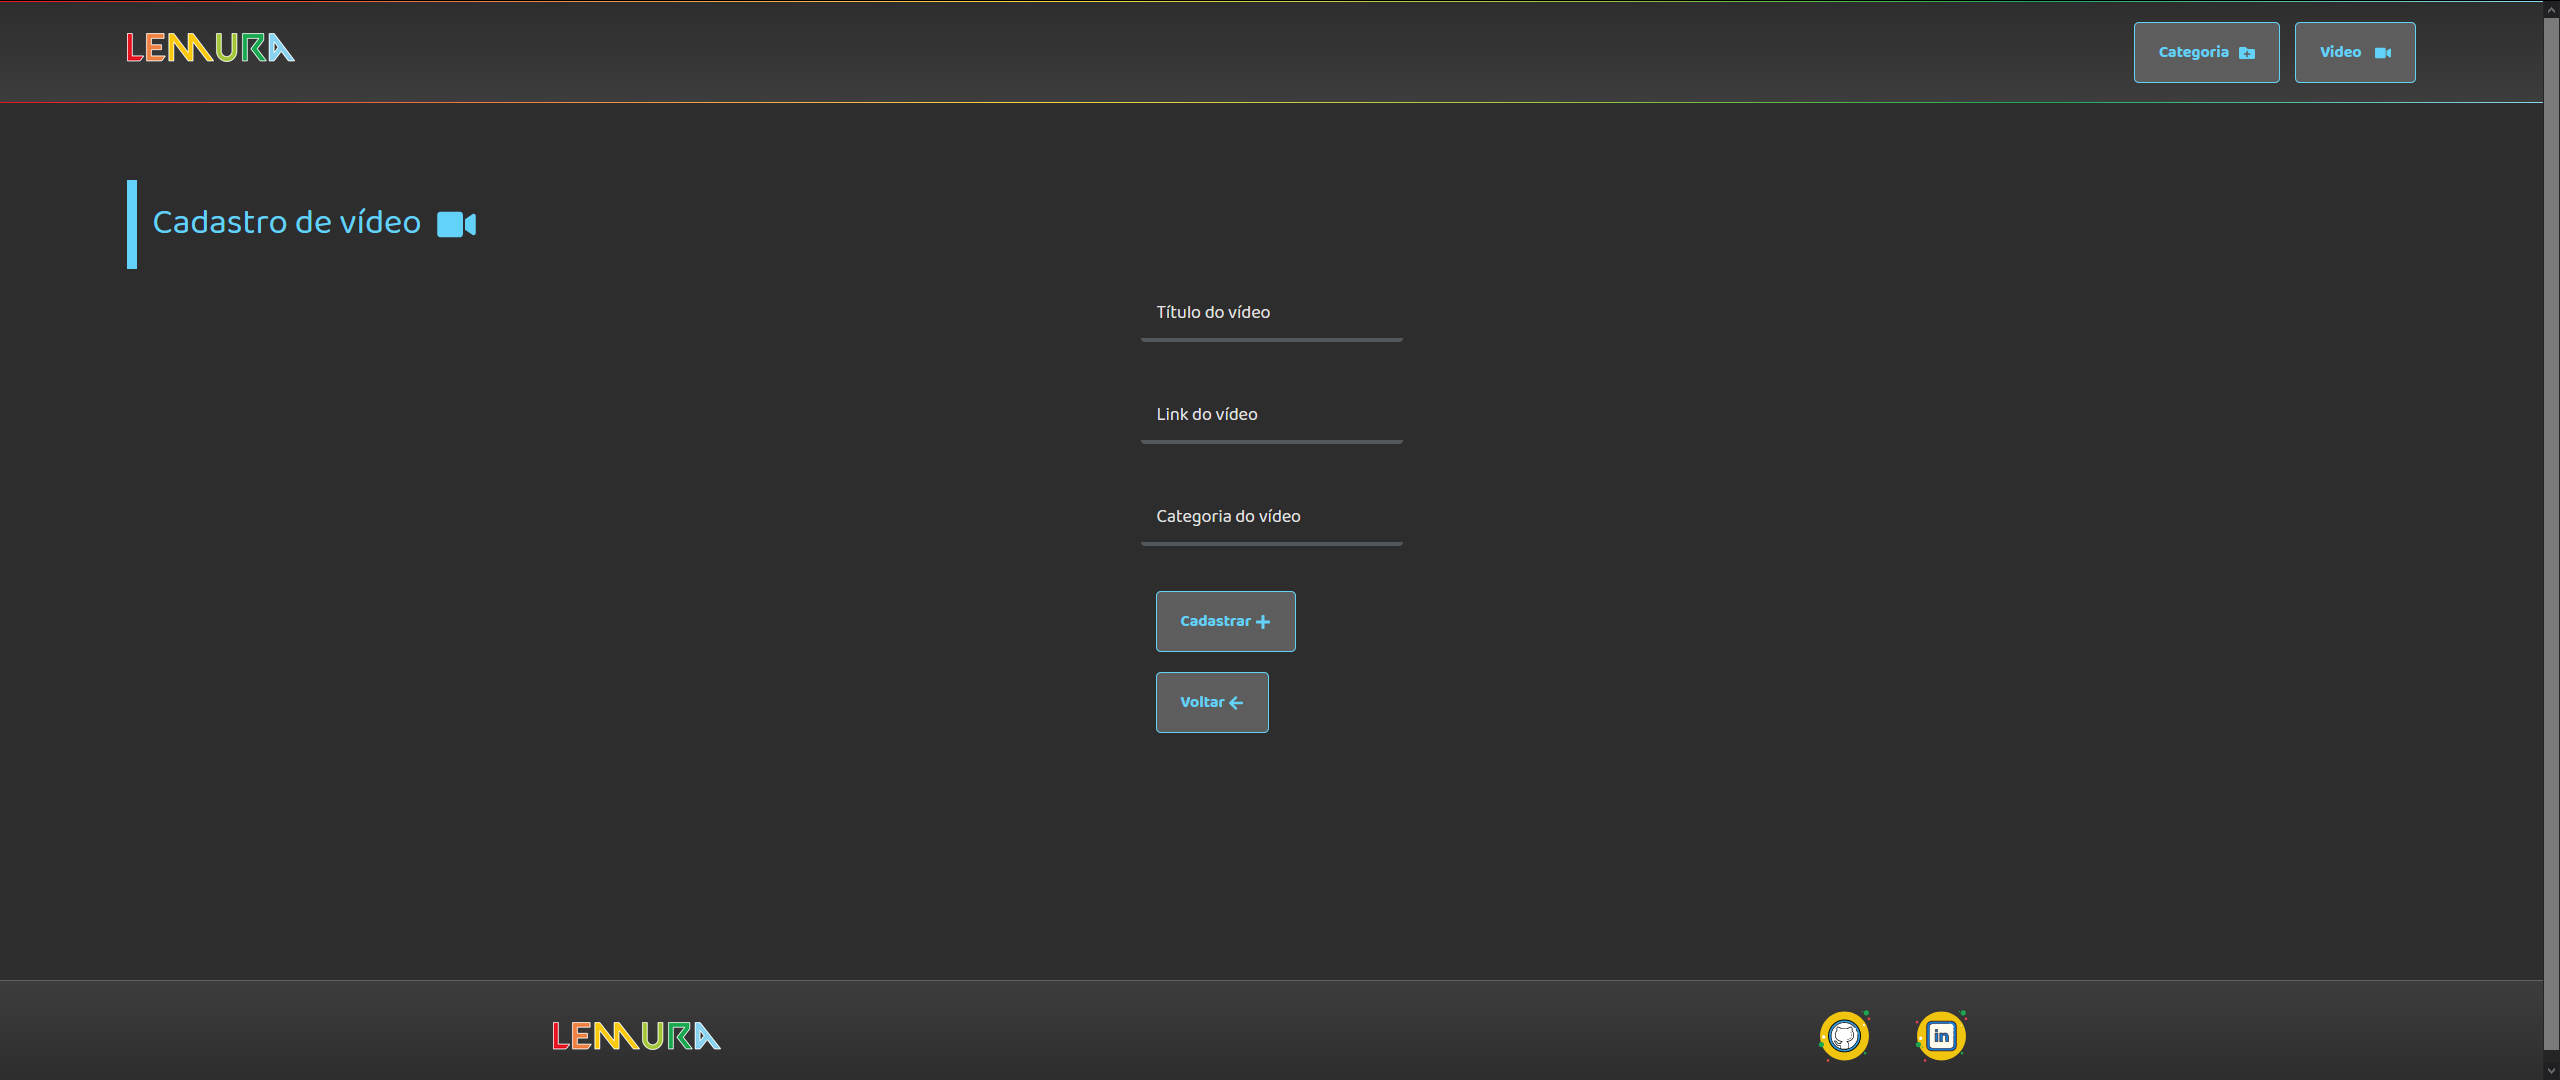 LEMURA
Categoria
Video
Cadastro de vídeo
Título do vídeo
Link do vídeo
Categoria do vídeo
Cadastrar
Voltar
LEMURA
in